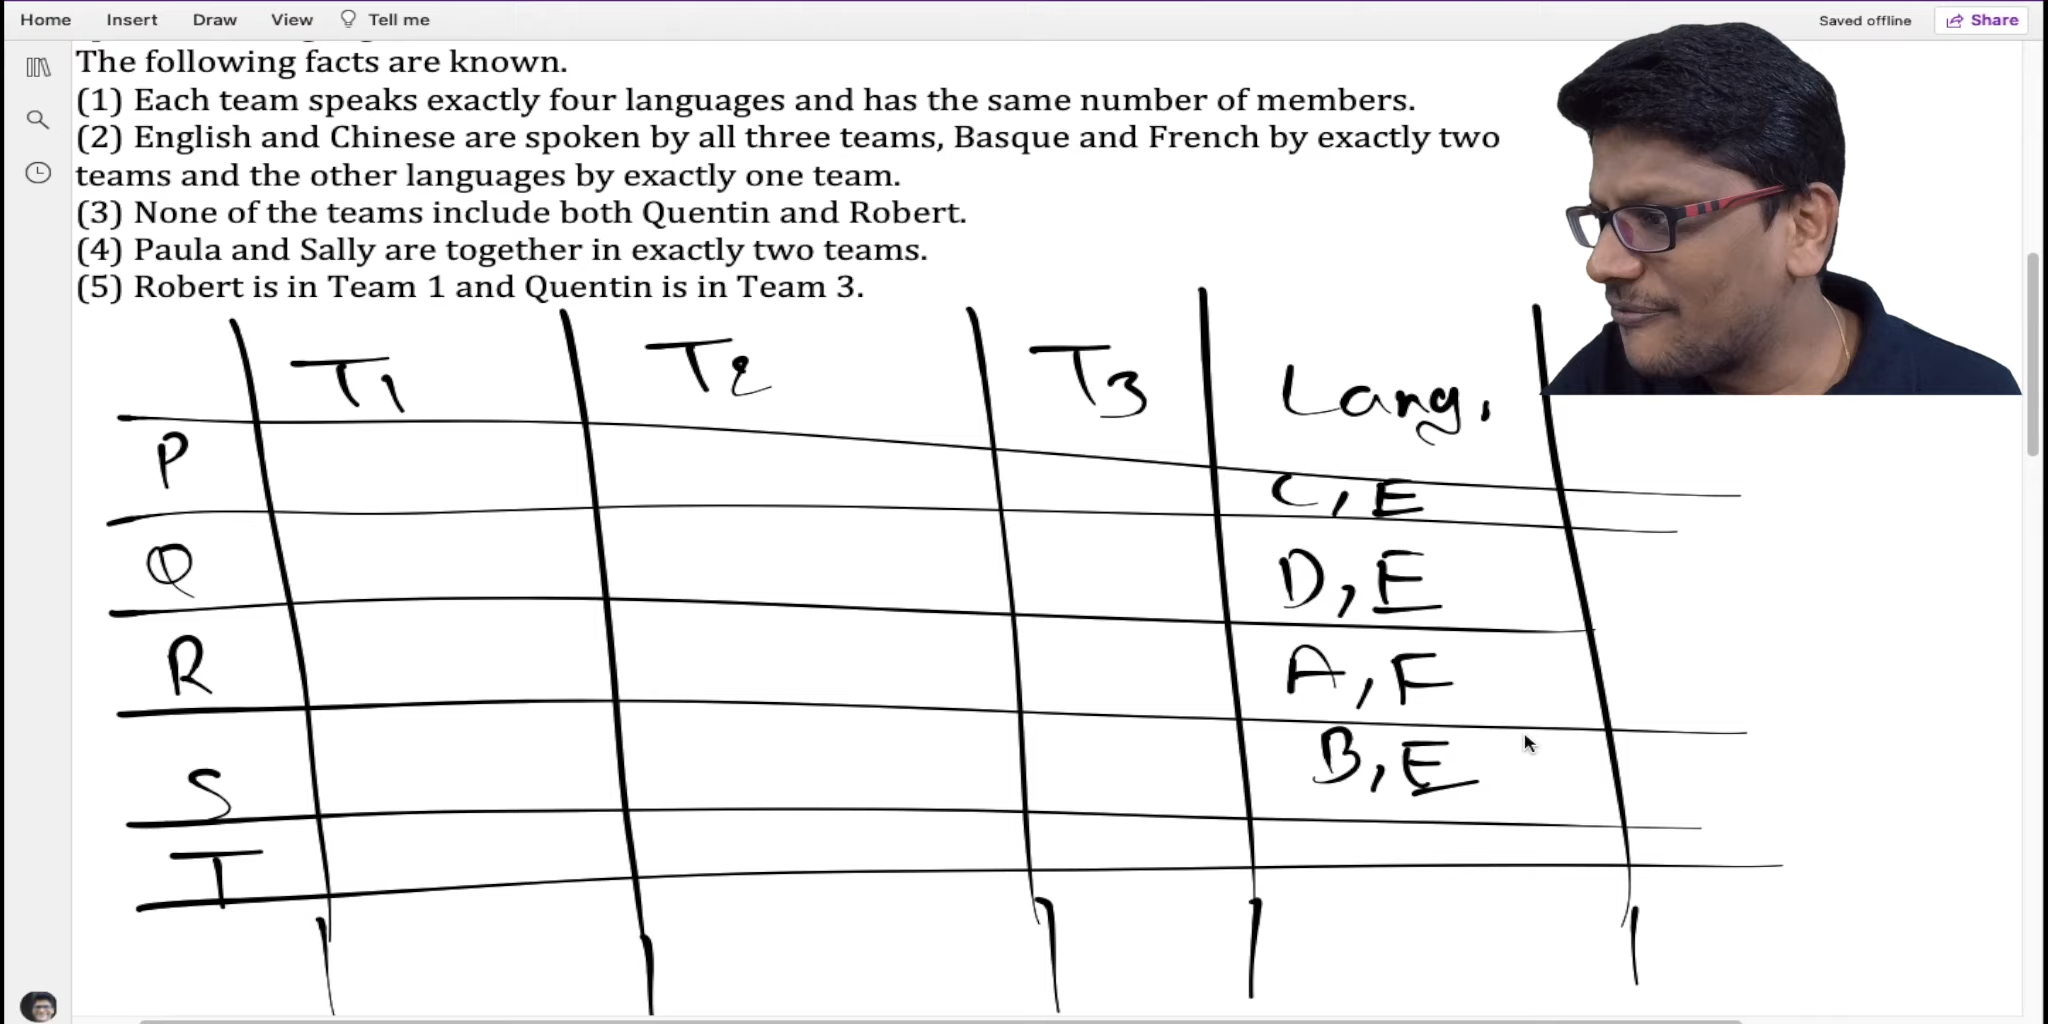 Home Insert Draw View Tell me Saved offline Share
The following facts are known.
(1) Each team speaks exactly four languages and has the same number of members.
(2) English and Chinese are spoken by all three teams, Basque and French by exactly two
teams and the other languages by exactly one team.
(3) None of the teams include both Quentin and Robert.
(4) Paula and Sally are together in exactly two teams.
(5) Robert is in Team 1 and Quentin is in Team 3.
T1 T2 T3 Lang.
P C, E
Q D, E
R A, F
S B, E
T